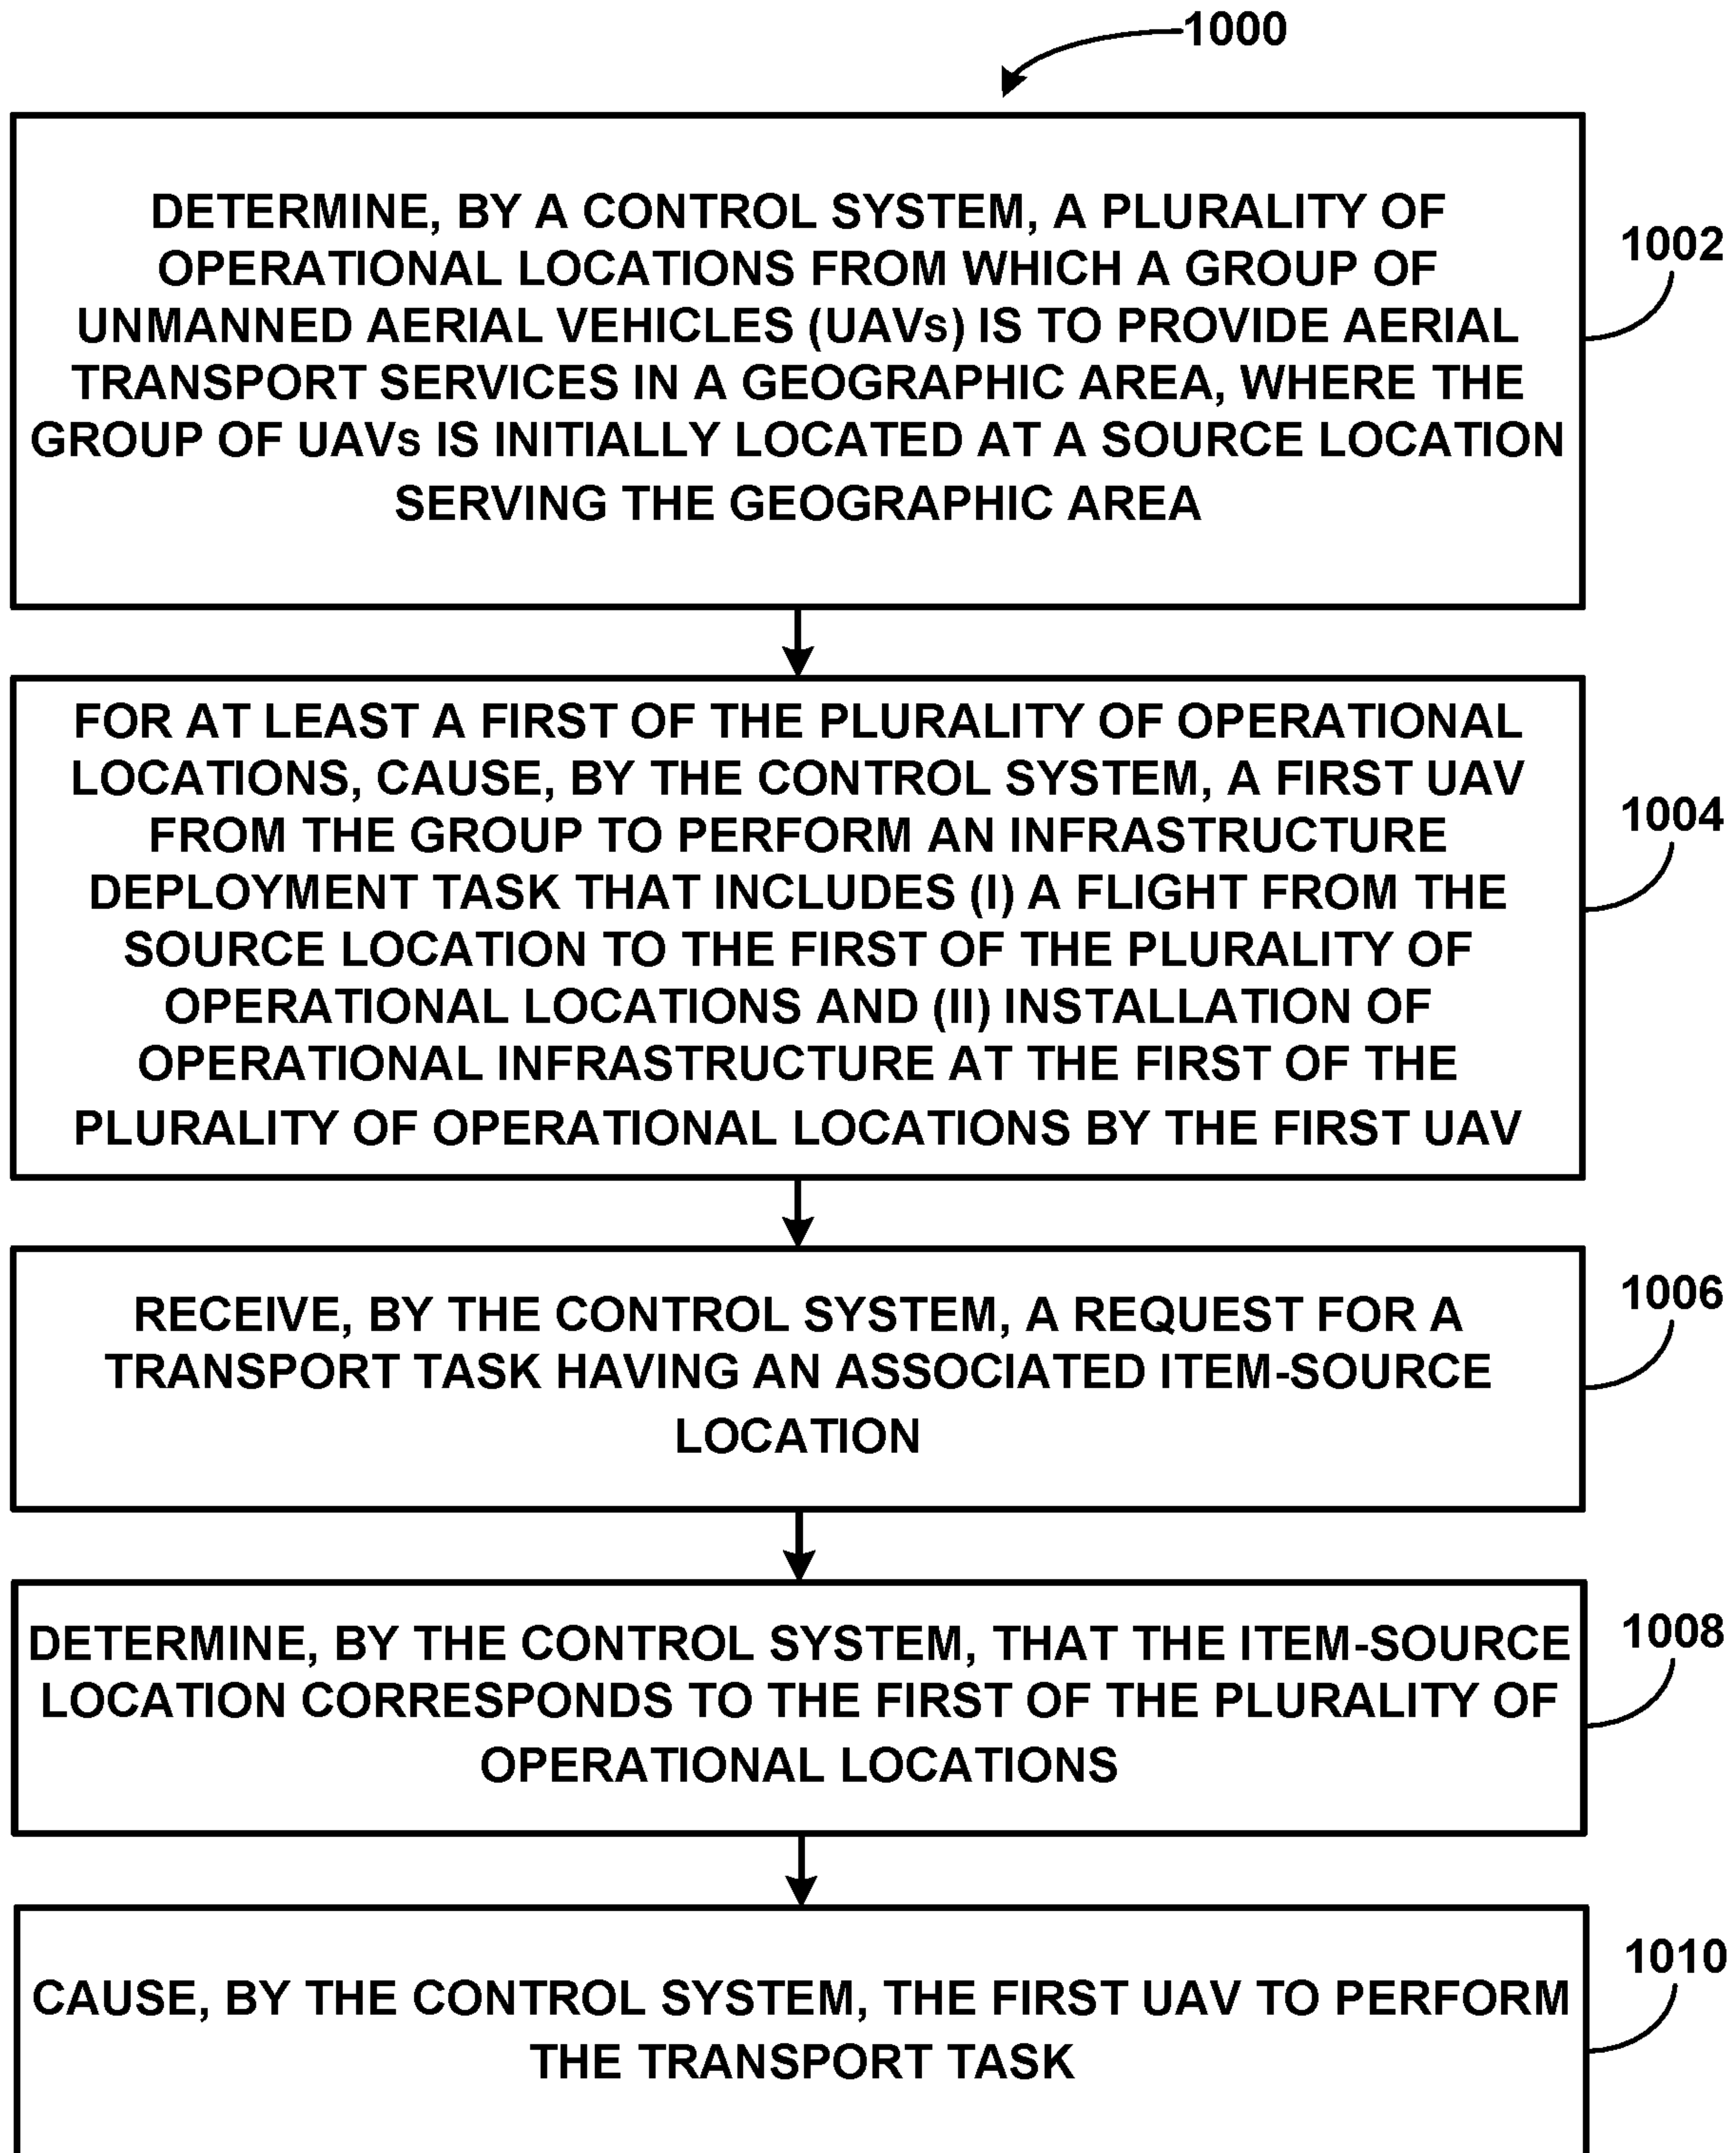 1000
DETERMINE, BY A CONTROL SYSTEM, A PLURALITY OF
OPERATIONAL LOCATIONS FROM WHICH A GROUP OF
UNMANNED AERIAL VEHICLES (UAVs) IS TO PROVIDE AERIAL
TRANSPORT SERVICES IN A GEOGRAPHIC AREA, WHERE THE
GROUP OF UAVs IS INITIALLY LOCATED AT A SOURCE LOCATION
SERVING THE GEOGRAPHIC AREA
1002
FOR AT LEAST A FIRST OF THE PLURALITY OF OPERATIONAL
LOCATIONS, CAUSE, BY THE CONTROL SYSTEM, A FIRST UAV
FROM THE GROUP TO PERFORM AN INFRASTRUCTURE
DEPLOYMENT TASK THAT INCLUDES (I) A FLIGHT FROM THE
SOURCE LOCATION TO THE FIRST OF THE PLURALITY OF
OPERATIONAL LOCATIONS AND (II) INSTALLATION OF
OPERATIONAL INFRASTRUCTURE AT THE FIRST OF THE
PLURALITY OF OPERATIONAL LOCATIONS BY THE FIRST UAV
1004
RECEIVE, BY THE CONTROL SYSTEM, A REQUEST FOR A
TRANSPORT TASK HAVING AN ASSOCIATED ITEM-SOURCE
LOCATION
1006
DETERMINE, BY THE CONTROL SYSTEM, THAT THE ITEM-SOURCE
LOCATION CORRESPONDS TO THE FIRST OF THE PLURALITY OF
OPERATIONAL LOCATIONS
1008
CAUSE, BY THE CONTROL SYSTEM, THE FIRST UAV TO PERFORM
THE TRANSPORT TASK
1010